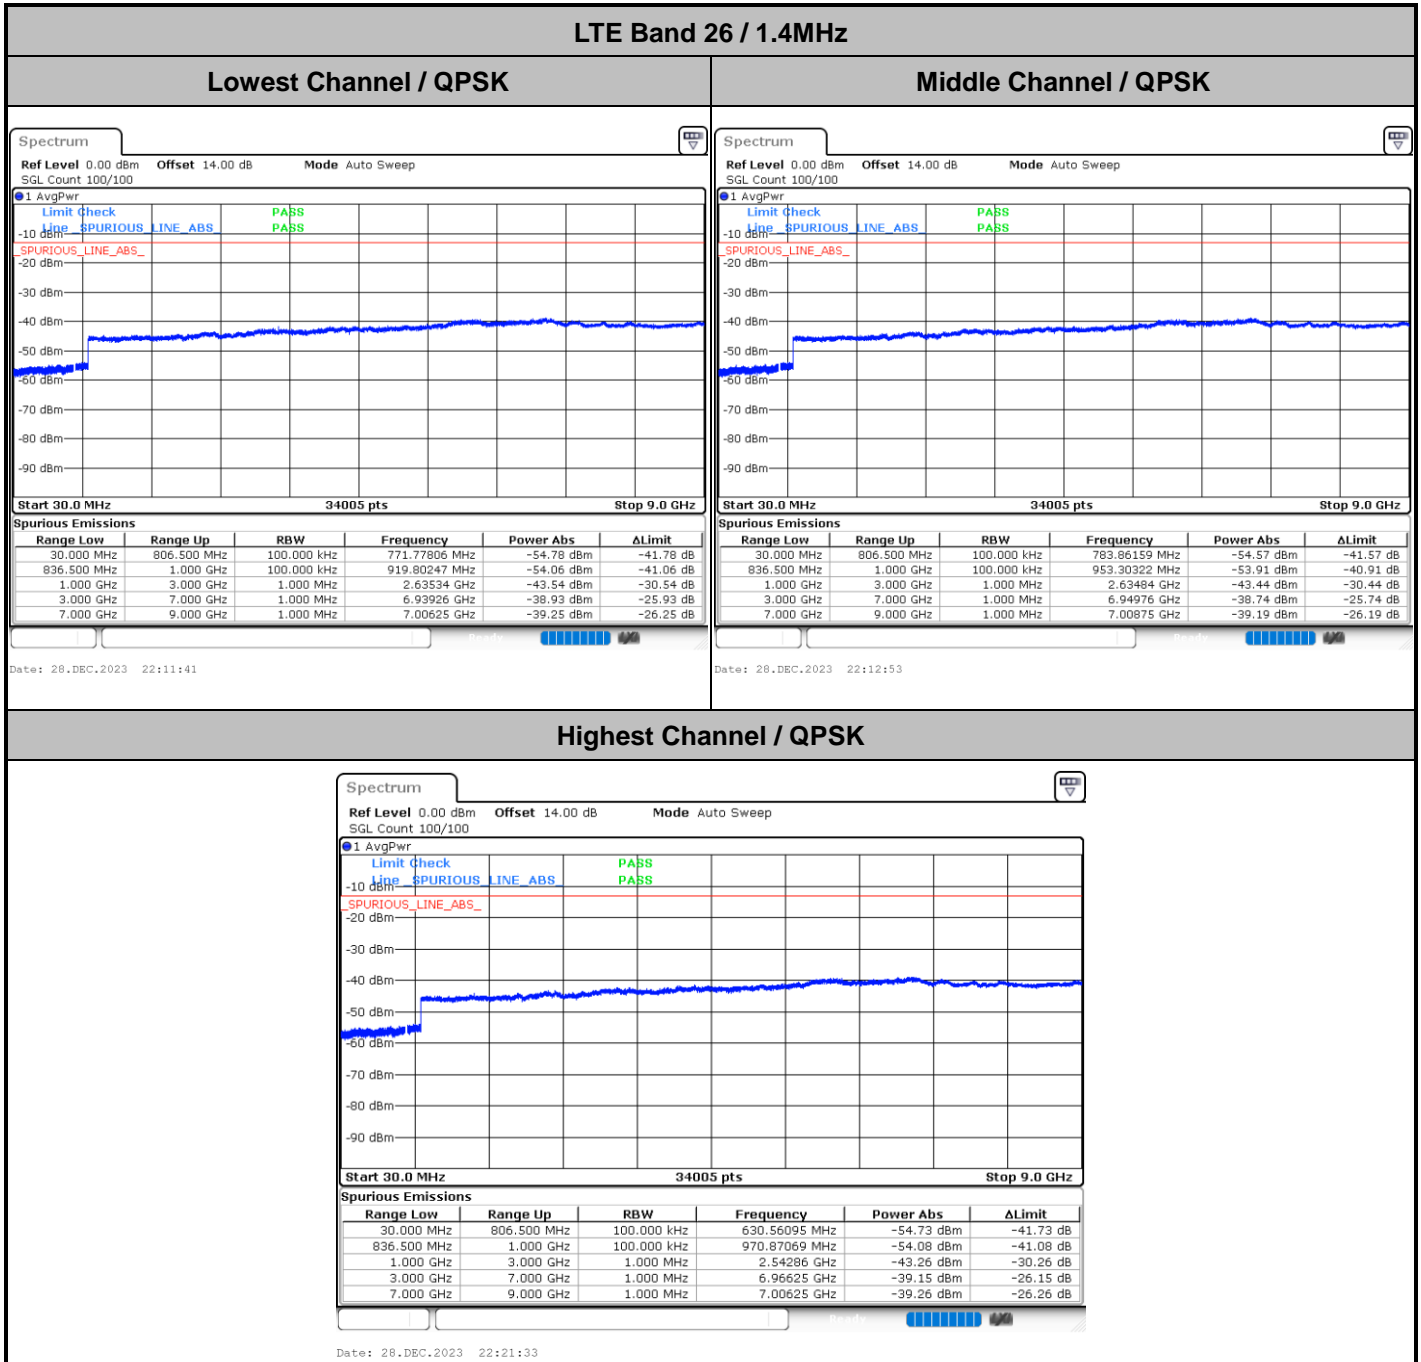 LTE Band 26 / 1.4MHz
Lowest Channel / QPSK
Middle Channel / QPSK
Spectrum
Ref Level 0.00 dBm Offset 14.00 dB Mode Auto Sweep
SGL Count 100/100
1 AvgPwr
Limit Check PASS
Line _SPURIOUS_LINE_ABS_ PASS
-10 dBm
_SPURIOUS_LINE_ABS_
-20 dBm
-30 dBm
-40 dBm
-50 dBm
-60 dBm
-70 dBm
-80 dBm
-90 dBm
Start 30.0 MHz 34005 pts Stop 9.0 GHz
Spurious Emissions
Range Low Range Up RBW Frequency Power Abs ΔLimit
30.000 MHz 806.500 MHz 100.000 kHz 771.77806 MHz -54.78 dBm -41.78 dB
836.500 MHz 1.000 GHz 100.000 kHz 919.80247 MHz -54.06 dBm -41.06 dB
1.000 GHz 3.000 GHz 1.000 MHz 2.63534 GHz -43.54 dBm -30.54 dB
3.000 GHz 7.000 GHz 1.000 MHz 6.93926 GHz -38.93 dBm -25.93 dB
7.000 GHz 9.000 GHz 1.000 MHz 7.00625 GHz -39.25 dBm -26.25 dB
Ready
Date: 28.DEC.2023 22:11:41
Spectrum
Ref Level 0.00 dBm Offset 14.00 dB Mode Auto Sweep
SGL Count 100/100
1 AvgPwr
Limit Check PASS
Line _SPURIOUS_LINE_ABS_ PASS
-10 dBm
_SPURIOUS_LINE_ABS_
-20 dBm
-30 dBm
-40 dBm
-50 dBm
-60 dBm
-70 dBm
-80 dBm
-90 dBm
Start 30.0 MHz 34005 pts Stop 9.0 GHz
Spurious Emissions
Range Low Range Up RBW Frequency Power Abs ΔLimit
30.000 MHz 806.500 MHz 100.000 kHz 783.86159 MHz -54.57 dBm -41.57 dB
836.500 MHz 1.000 GHz 100.000 kHz 953.30322 MHz -53.91 dBm -40.91 dB
1.000 GHz 3.000 GHz 1.000 MHz 2.63484 GHz -43.44 dBm -30.44 dB
3.000 GHz 7.000 GHz 1.000 MHz 6.94976 GHz -38.74 dBm -25.74 dB
7.000 GHz 9.000 GHz 1.000 MHz 7.00875 GHz -39.19 dBm -26.19 dB
Ready
Date: 28.DEC.2023 22:12:53
Highest Channel / QPSK
Spectrum
Ref Level 0.00 dBm Offset 14.00 dB Mode Auto Sweep
SGL Count 100/100
1 AvgPwr
Limit Check PASS
Line _SPURIOUS_LINE_ABS_ PASS
-10 dBm
_SPURIOUS_LINE_ABS_
-20 dBm
-30 dBm
-40 dBm
-50 dBm
-60 dBm
-70 dBm
-80 dBm
-90 dBm
Start 30.0 MHz 34005 pts Stop 9.0 GHz
Spurious Emissions
Range Low Range Up RBW Frequency Power Abs ΔLimit
30.000 MHz 806.500 MHz 100.000 kHz 630.56095 MHz -54.73 dBm -41.73 dB
836.500 MHz 1.000 GHz 100.000 kHz 970.87069 MHz -54.08 dBm -41.08 dB
1.000 GHz 3.000 GHz 1.000 MHz 2.54286 GHz -43.26 dBm -30.26 dB
3.000 GHz 7.000 GHz 1.000 MHz 6.96625 GHz -39.15 dBm -26.15 dB
7.000 GHz 9.000 GHz 1.000 MHz 7.00625 GHz -39.26 dBm -26.26 dB
Ready
Date: 28.DEC.2023 22:21:33